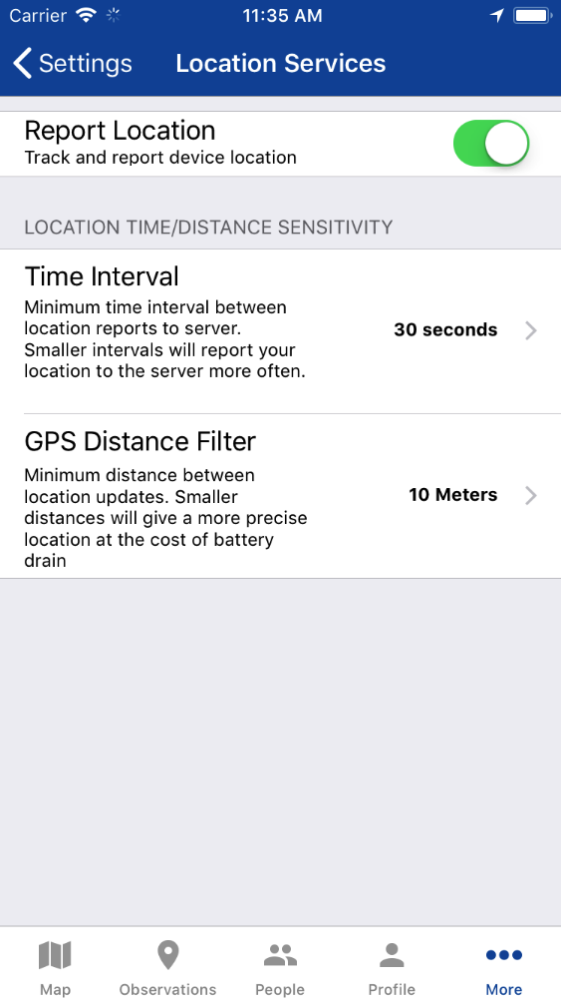 Carrier 11:35 AM
Settings Location Services
Report Location
Track and report device location
LOCATION TIME/DISTANCE SENSITIVITY
Time Interval
Minimum time interval between
location reports to server.
Smaller intervals will report your
location to the server more often.
30 seconds
GPS Distance Filter
Minimum distance between
location updates. Smaller
distances will give a more precise
location at the cost of battery
drain
10 Meters
Map Observations People Profile More